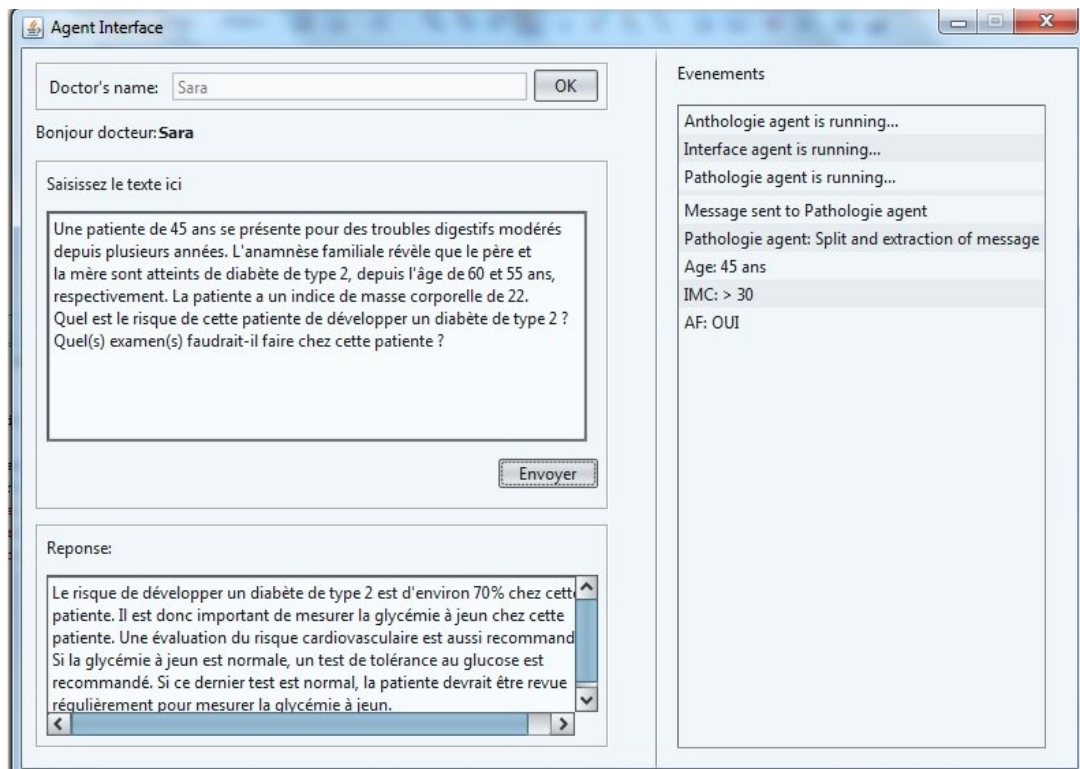 Agent Interface
Doctor's name: Sara OK
Bonjour docteur:Sara
Saisissez le texte ici
Une patiente de 45 ans se présente pour des troubles digestifs modérés
depuis plusieurs années. L'anamnèse familiale révèle que le père et
la mère sont atteints de diabète de type 2, depuis l'âge de 60 et 55 ans,
respectivement. La patiente a un indice de masse corporelle de 22.
Quel est le risque de cette patiente de développer un diabète de type 2 ?
Quel(s) examen(s) faudrait-il faire chez cette patiente ?
Envoyer
Reponse:
Le risque de développer un diabète de type 2 est d'environ 70% chez cett
patiente. Il est donc important de mesurer la glycémie à jeun chez cette
patiente. Une évaluation du risque cardiovasculaire est aussi recommand
Si la glycémie à jeun est normale, un test de tolérance au glucose est
recommandé. Si ce dernier test est normal, la patiente devrait être revue
régulièrement pour mesurer la glycémie à jeun.
Evenements
Anthologie agent is running...
Interface agent is running...
Pathologie agent is running...
Message sent to Pathologie agent
Pathologie agent: Split and extraction of message
Age: 45 ans
IMC: > 30
AF: OUI